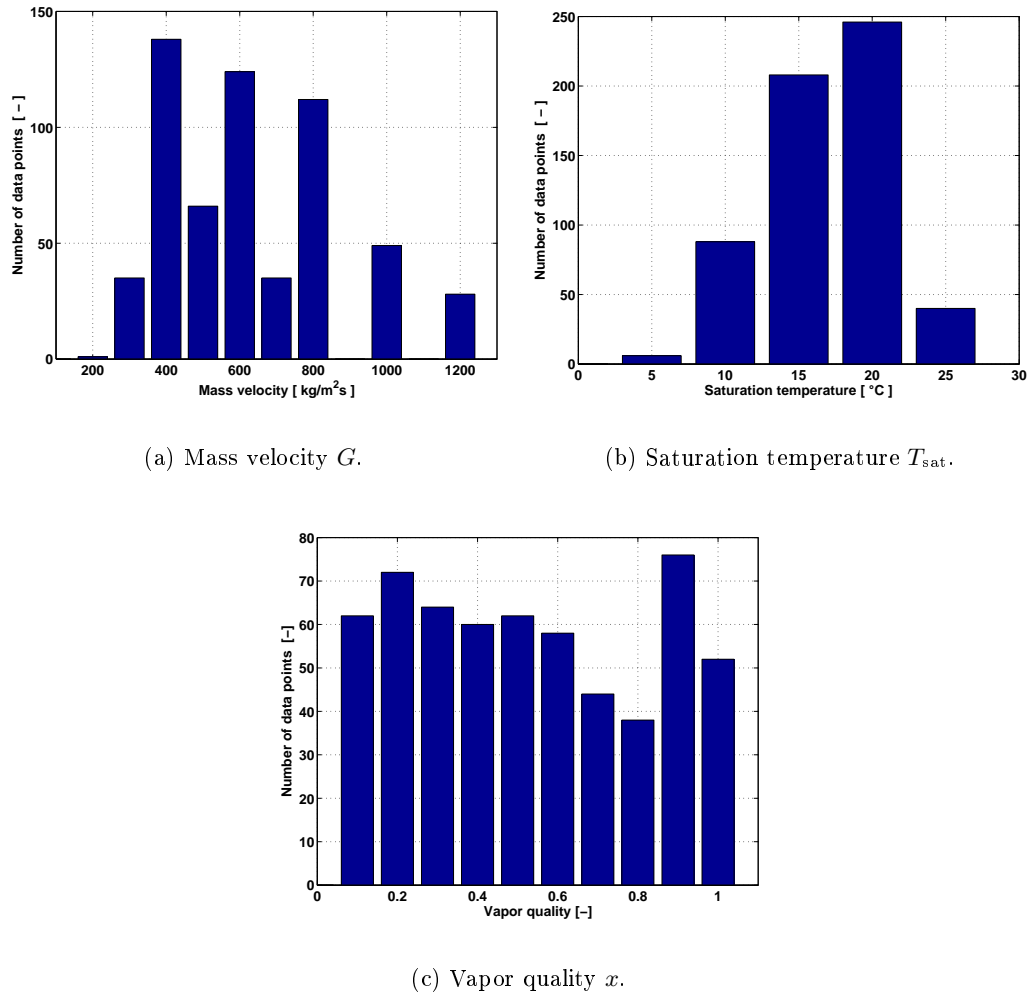 150
100
50
0
Number of data points [ – ]
200 400 600 800 1000 1200
Mass velocity [ kg/m²s ]
(a) Mass velocity G.
250
200
150
100
50
0
Number of data points [ – ]
0 5 10 15 20 25 30
Saturation temperature [ °C ]
(b) Saturation temperature Tsat.
80
70
60
50
40
30
20
10
0
Number of data points [–]
0 0.2 0.4 0.6 0.8 1
Vapor quality [–]
(c) Vapor quality x.